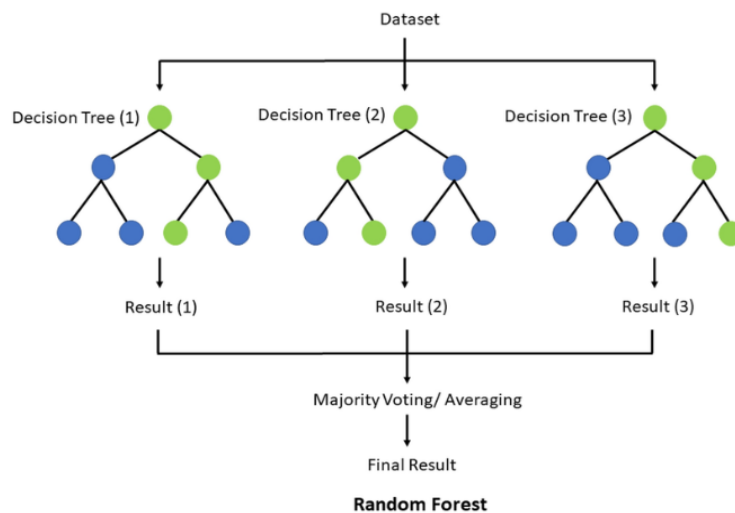 Dataset
Decision Tree (1)
Decision Tree (2)
Decision Tree (3)
Result (1)
Result (2)
Result (3)
Majority Voting/ Averaging
Final Result
Random Forest